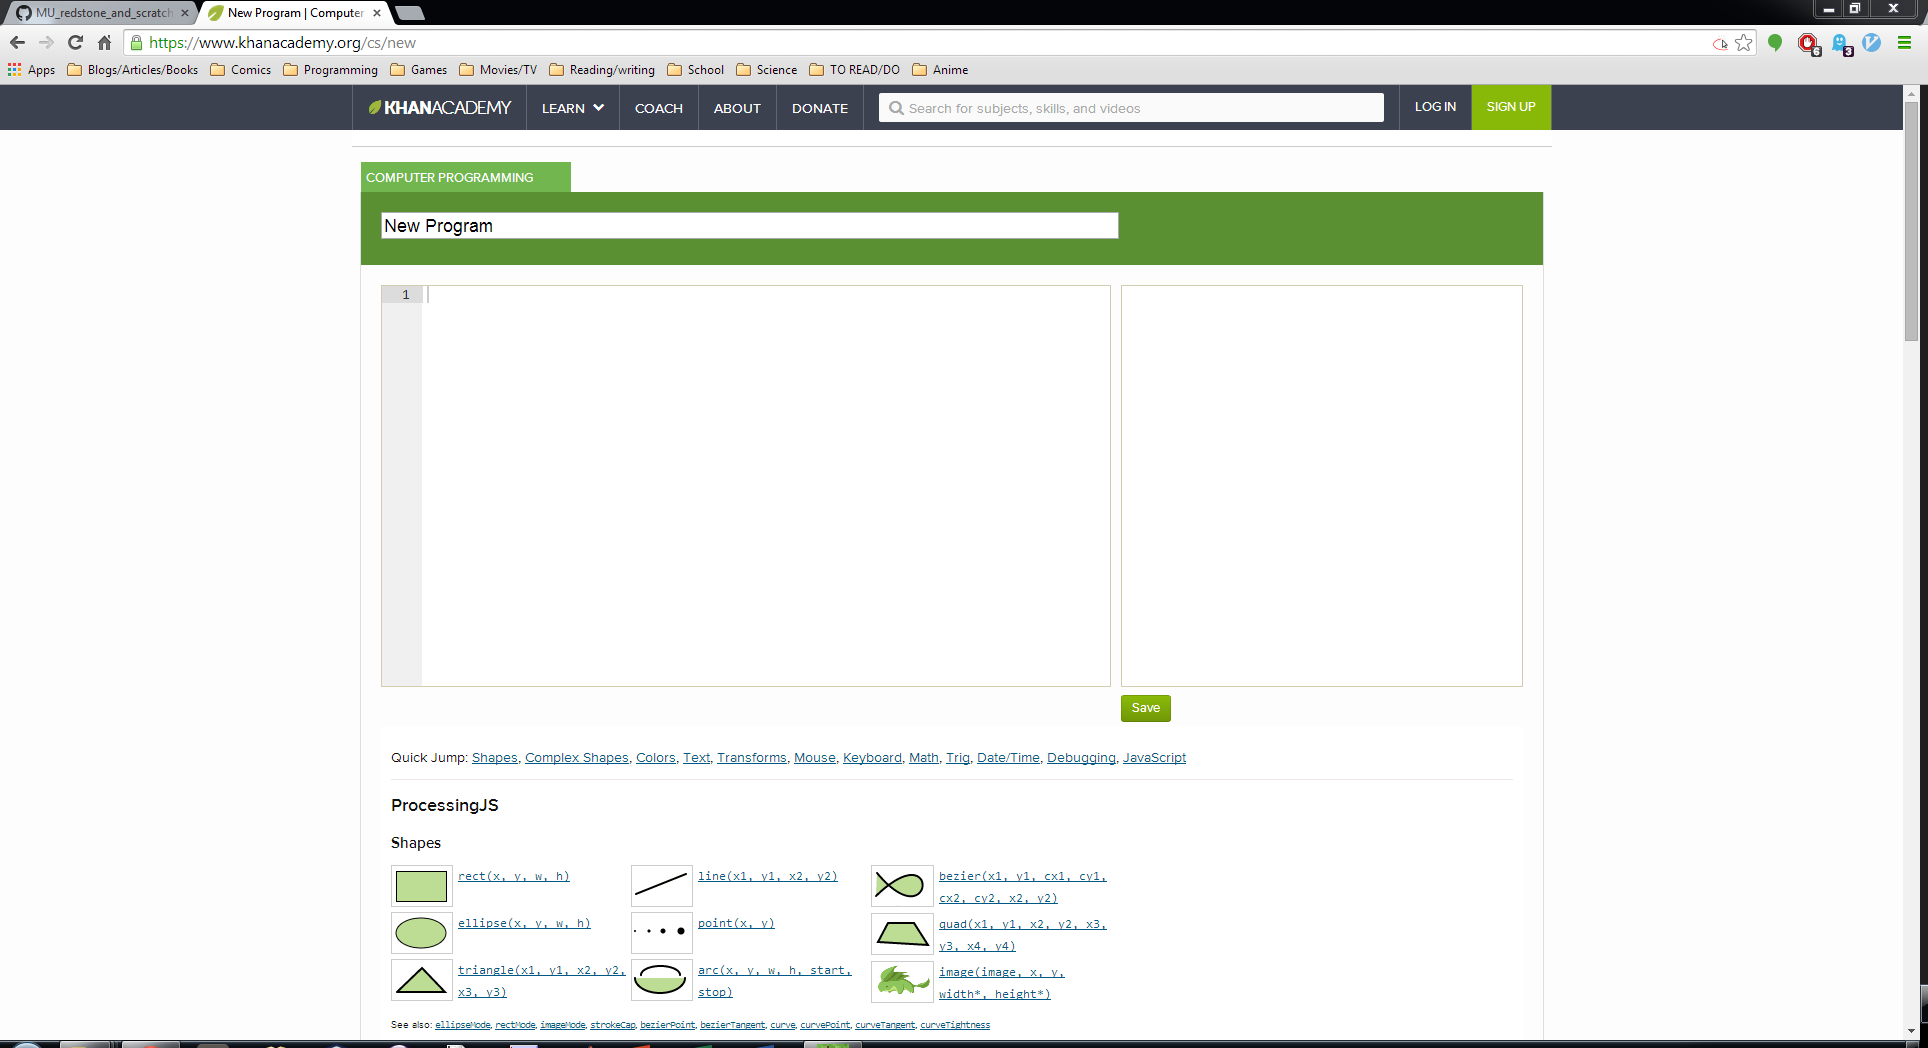 MU_redstone_and_scratch
New Program | Computer
https://www.khanacademy.org/cs/new
6
3
Apps Blogs/Articles/Books Comics Programming Games Movies/TV Reading/writing School Science TO READ/DO Anime
KHANACADEMY LEARN COACH ABOUT DONATE Search for subjects, skills, and videos LOG IN SIGN UP
COMPUTER PROGRAMMING
New Program
1
Save
Quick Jump: Shapes, Complex Shapes, Colors, Text, Transforms, Mouse, Keyboard, Math, Trig, Date/Time, Debugging, JavaScript
ProcessingJS
Shapes
rect(x, y, w, h)
line(x1, y1, x2, y2)
bezier(x1, y1, cx1, cy1,
cx2, cy2, x2, y2)
ellipse(x, y, w, h)
point(x, y)
quad(x1, y1, x2, y2, x3,
y3, x4, y4)
triangle(x1, y1, x2, y2,
x3, y3)
arc(x, y, w, h, start,
stop)
image(image, x, y,
width*, height*)
See also: ellipseMode, rectMode, imageMode, strokeCap, bezierPoint, bezierTangent, curve, curvePoint, curveTangent, curveTightness